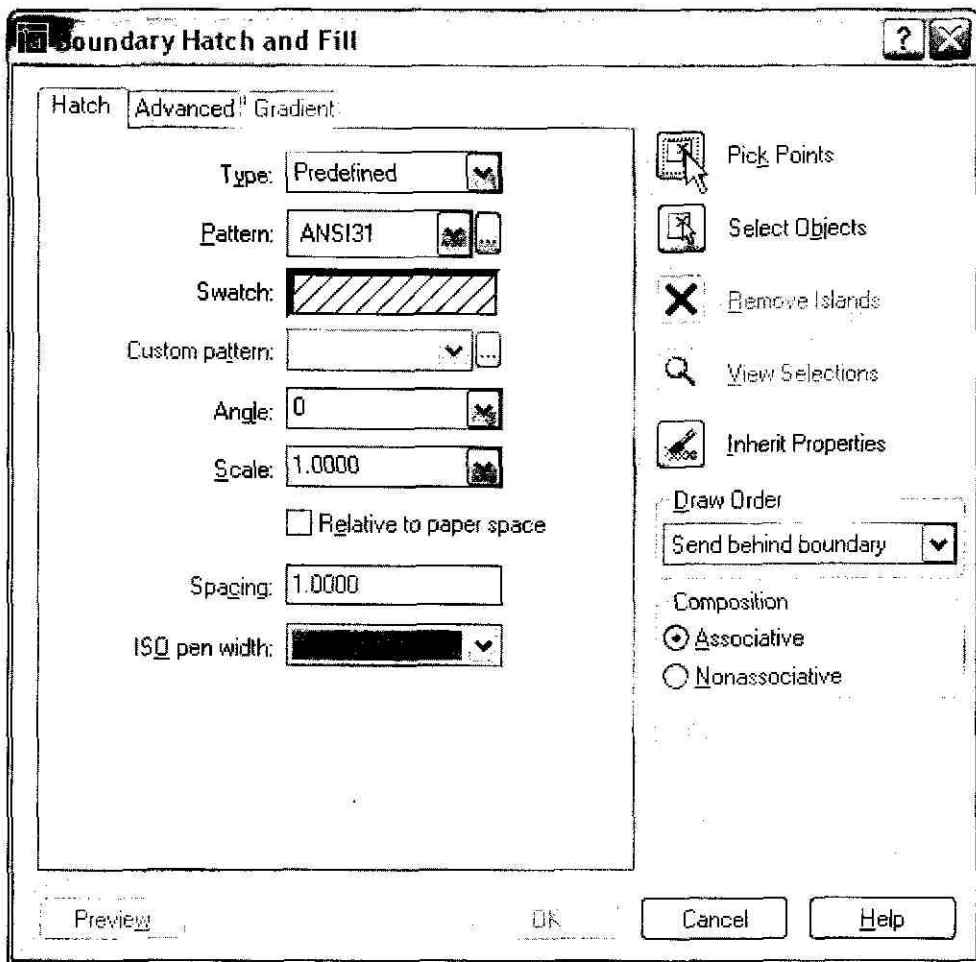 Boundary Hatch and Fill
Hatch Advanced Gradient
Type: Predefined
Pattern: ANSI31 ...
Swatch:
Custom pattern: ...
Angle: 0
Scale: 1.0000
Relative to paper space
Spacing: 1.0000
ISO pen width:
Pick Points
Select Objects
Remove Islands
View Selections
Inherit Properties
Draw Order
Send behind boundary
Composition
Associative
Nonassociative
Preview OK Cancel Help